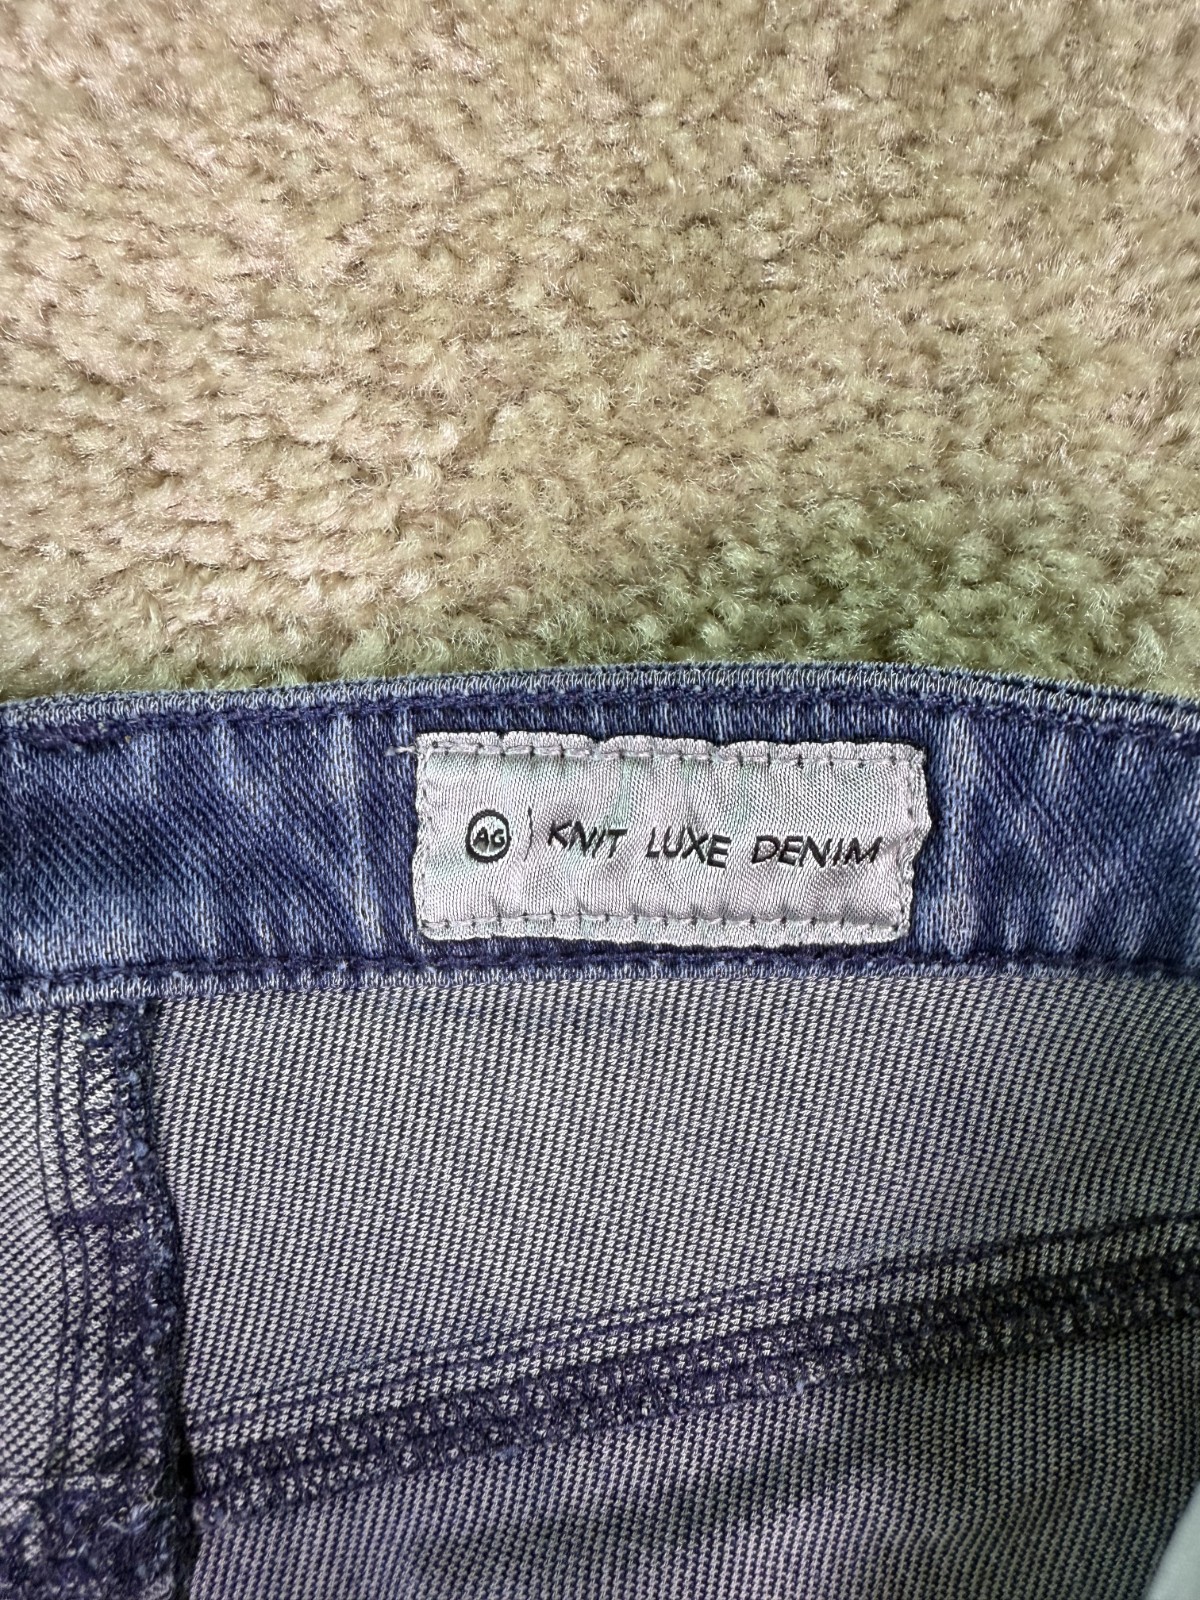 AG | KNIT LUXE DENIM